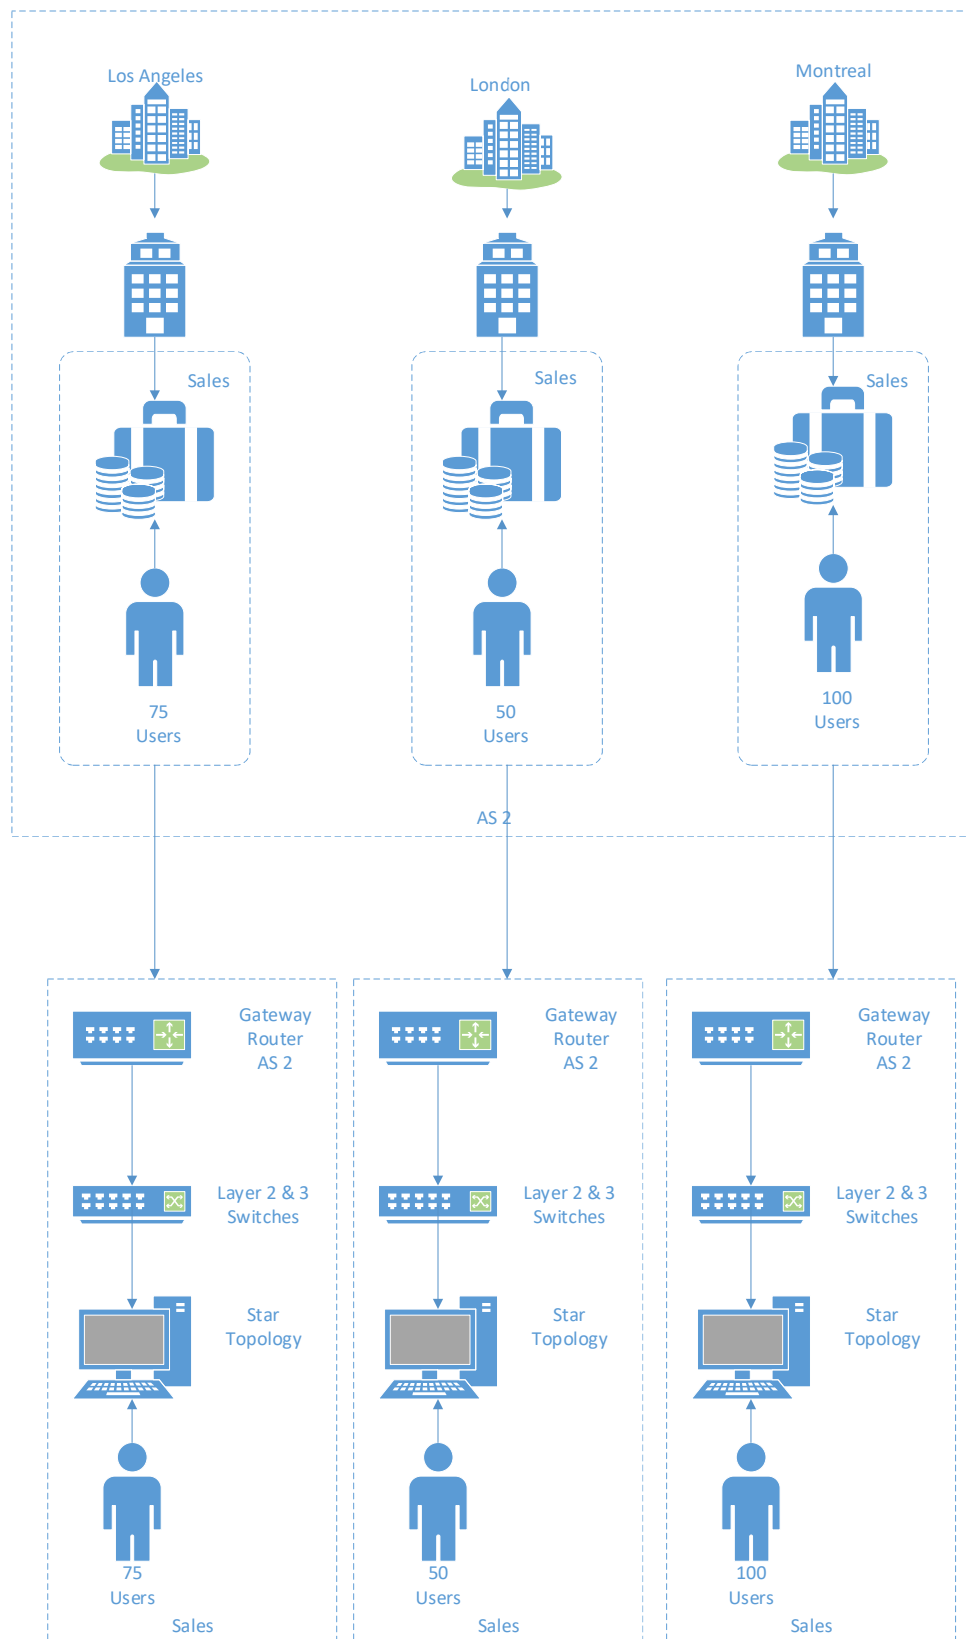 Los Angeles
London
Montreal
Sales
Sales
Sales
75
Users
50
Users
100
Users
AS 2
Gateway
Router
AS 2
Gateway
Router
AS 2
Gateway
Router
AS 2
Layer 2 & 3
Switches
Layer 2 & 3
Switches
Layer 2 & 3
Switches
Star
Topology
Star
Topology
Star
Topology
75
Users
50
Users
100
Users
Sales
Sales
Sales